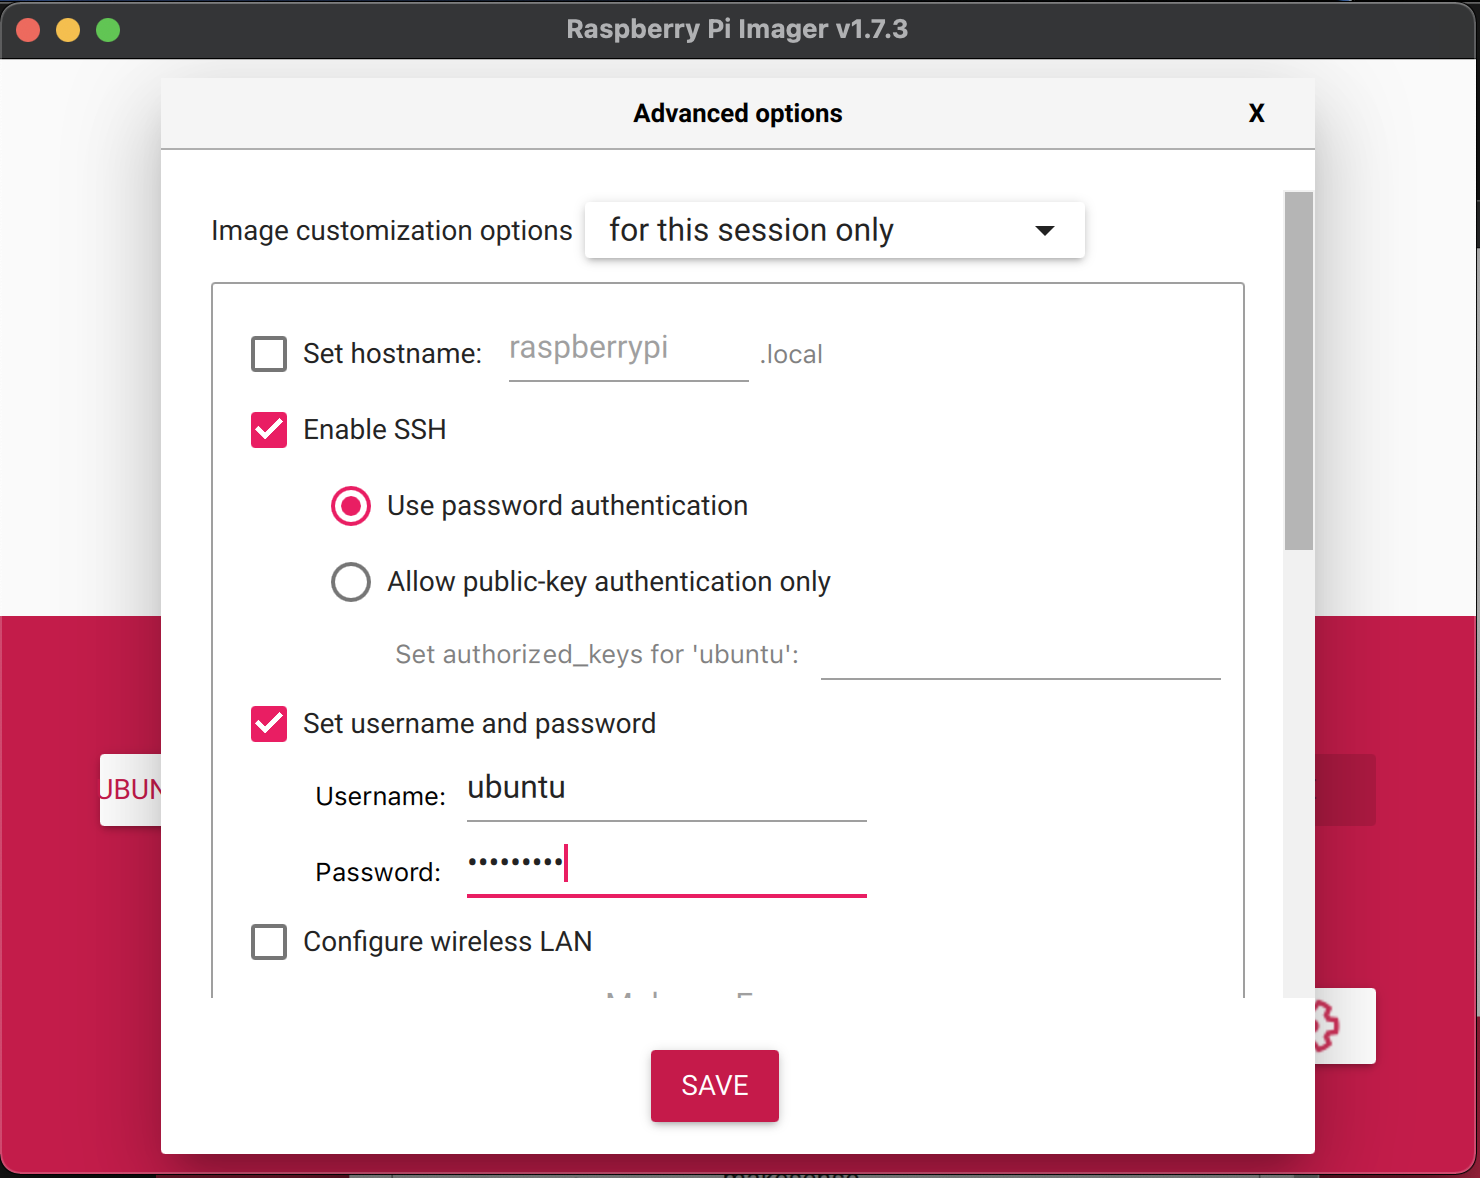 Raspberry Pi Imager v1.7.3
Advanced options X
Image customization options for this session only
Set hostname: raspberrypi .local
Enable SSH
Use password authentication
Allow public-key authentication only
Set authorized_keys for 'ubuntu':
Set username and password
UBUN
Username: ubuntu
Password: •••••••••
Configure wireless LAN
SAVE